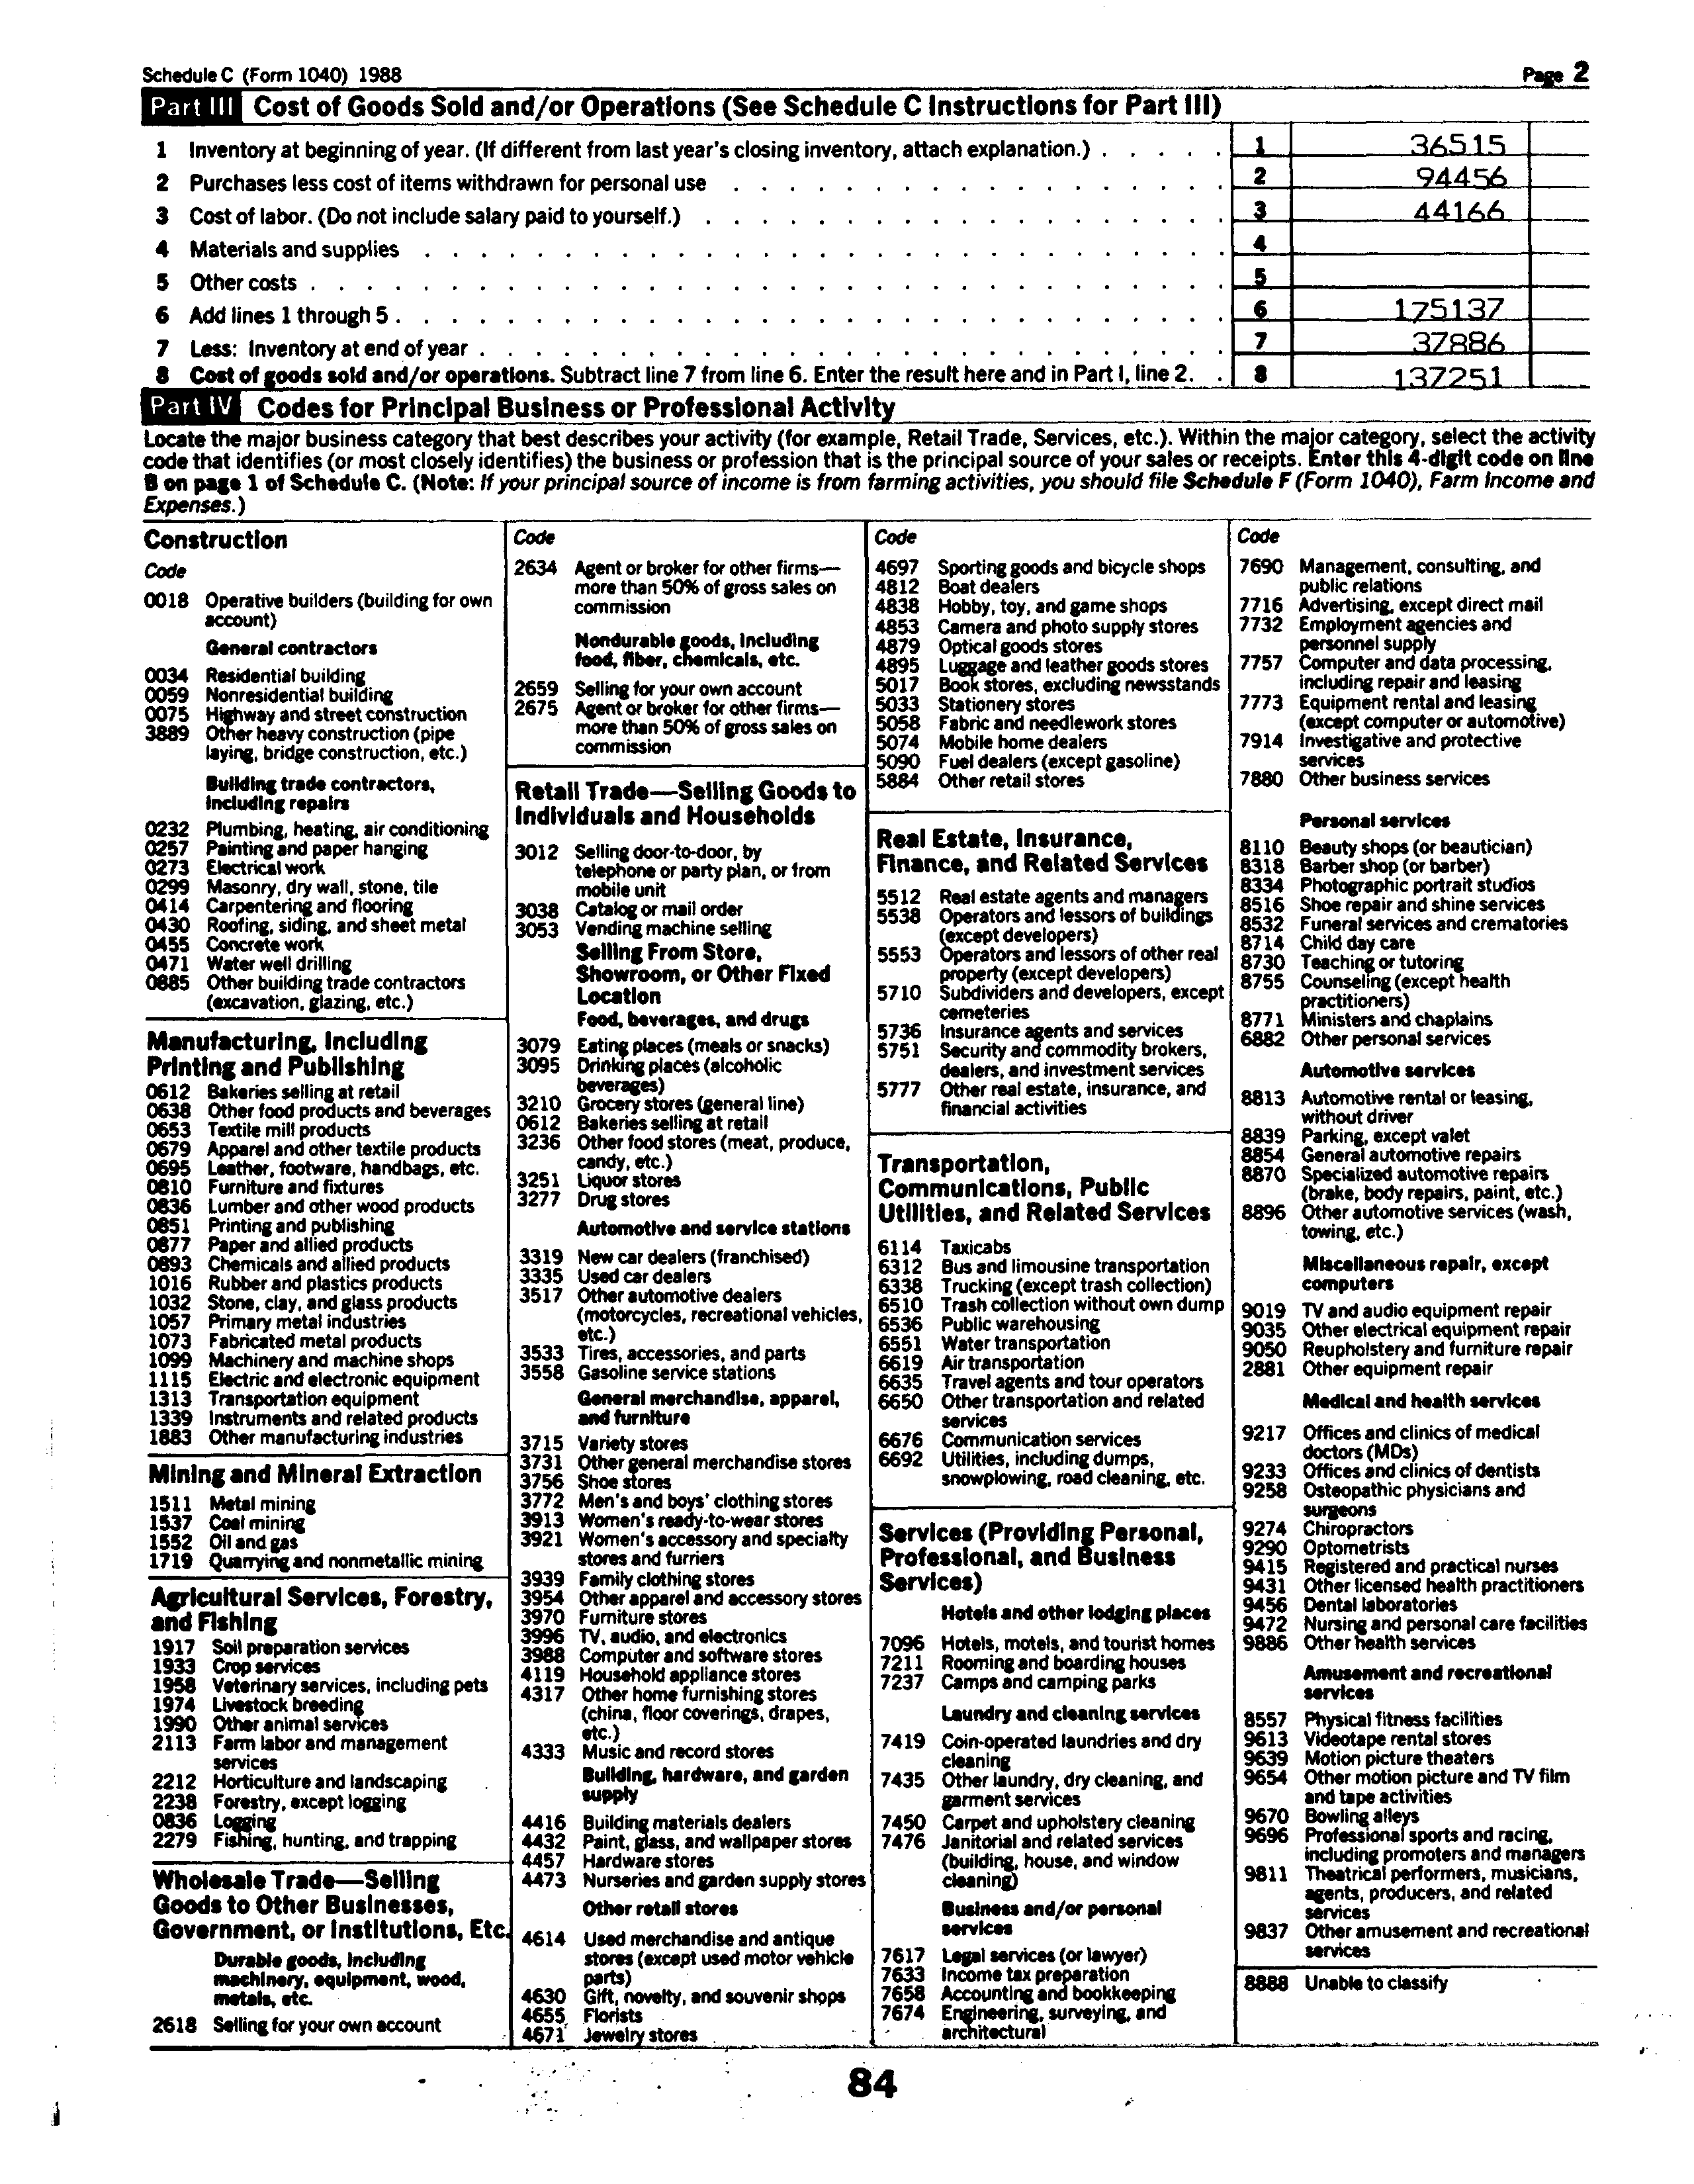 Schedule C (Form 1040) 1988
Page 2
Part III Cost of Goods Sold and/or Operations (See Schedule C Instructions for Part III)
1 Inventory at beginning of year. (If different from last year's closing inventory, attach explanation.) . . . . . 1 36515
2 Purchases less cost of items withdrawn for personal use . . . . . 2 94456
3 Cost of labor. (Do not include salary paid to yourself.) . . . . . 3 44166
4 Materials and supplies . . . . . 4
5 Other costs . . . . . 5
6 Add lines 1 through 5 . . . . . 6 175137
7 Less: Inventory at end of year . . . . . 7 37886
8 Cost of goods sold and/or operations. Subtract line 7 from line 6. Enter the result here and in Part I, line 2. . 8 137251
Part IV Codes for Principal Business or Professional Activity
Locate the major business category that best describes your activity (for example, Retail Trade, Services, etc.). Within the major category, select the activity
code that identifies (or most closely identifies) the business or profession that is the principal source of your sales or receipts. Enter this 4-digit code on line
B on page 1 of Schedule C. (Note: If your principal source of income is from farming activities, you should file Schedule F (Form 1040), Farm Income and
Expenses.)
Construction
Code
0018 Operative builders (building for own
account)
General contractors
0034 Residential building
0059 Nonresidential building
0075 Highway and street construction
3889 Other heavy construction (pipe
laying, bridge construction, etc.)
Building trade contractors,
including repairs
0232 Plumbing, heating, air conditioning
0257 Painting and paper hanging
0273 Electrical work
0299 Masonry, dry wall, stone, tile
0414 Carpentering and flooring
0430 Roofing, siding, and sheet metal
0455 Concrete work
0471 Water well drilling
0885 Other building trade contractors
(excavation, glazing, etc.)
Manufacturing, Including
Printing and Publishing
0612 Bakeries selling at retail
0638 Other food products and beverages
0653 Textile mill products
0679 Apparel and other textile products
0695 Leather, footware, handbags, etc.
0810 Furniture and fixtures
0836 Lumber and other wood products
0851 Printing and publishing
0877 Paper and allied products
0893 Chemicals and allied products
1016 Rubber and plastics products
1032 Stone, clay, and glass products
1057 Primary metal industries
1073 Fabricated metal products
1099 Machinery and machine shops
1115 Electric and electronic equipment
1313 Transportation equipment
1339 Instruments and related products
1883 Other manufacturing industries
Mining and Mineral Extraction
1511 Metal mining
1537 Coal mining
1552 Oil and gas
1719 Quarrying and nonmetallic mining
Agricultural Services, Forestry,
and Fishing
1917 Soil preparation services
1933 Crop services
1958 Veterinary services, including pets
1974 Livestock breeding
1990 Other animal services
2113 Farm labor and management
services
2212 Horticulture and landscaping
2238 Forestry, except logging
0836 Logging
2279 Fishing, hunting, and trapping
Wholesale Trade—Selling
Goods to Other Businesses,
Government, or Institutions, Etc.
Durable goods, including
machinery, equipment, wood,
metals, etc.
2618 Selling for your own account
Code
2634 Agent or broker for other firms—
more than 50% of gross sales on
commission
Nondurable goods, including
food, fiber, chemicals, etc.
2659 Selling for your own account
2675 Agent or broker for other firms—
more than 50% of gross sales on
commission
Retail Trade—Selling Goods to
Individuals and Households
3012 Selling door-to-door, by
telephone or party plan, or from
mobile unit
3038 Catalog or mail order
3053 Vending machine selling
Selling From Store,
Showroom, or Other Fixed
Location
Food, beverages, and drugs
3079 Eating places (meals or snacks)
3095 Drinking places (alcoholic
beverages)
3210 Grocery stores (general line)
0612 Bakeries selling at retail
3236 Other food stores (meat, produce,
candy, etc.)
3251 Liquor stores
3277 Drug stores
Automotive and service stations
3319 New car dealers (franchised)
3335 Used car dealers
3517 Other automotive dealers
(motorcycles, recreational vehicles,
etc.)
3533 Tires, accessories, and parts
3558 Gasoline service stations
General merchandise, apparel,
and furniture
3715 Variety stores
3731 Other general merchandise stores
3756 Shoe stores
3772 Men's and boys' clothing stores
3913 Women's ready-to-wear stores
3921 Women's accessory and specialty
stores and furriers
3939 Family clothing stores
3954 Other apparel and accessory stores
3970 Furniture stores
3996 TV, audio, and electronics
3988 Computer and software stores
4119 Household appliance stores
4317 Other home furnishing stores
(china, floor coverings, drapes,
etc.)
4333 Music and record stores
Building, hardware, and garden
supply
4416 Building materials dealers
4432 Paint, glass, and wallpaper stores
4457 Hardware stores
4473 Nurseries and garden supply stores
Other retail stores
4614 Used merchandise and antique
stores (except used motor vehicle
parts)
4630 Gift, novelty, and souvenir shops
4655 Florists
4671 Jewelry stores
Code
4697 Sporting goods and bicycle shops
4812 Boat dealers
4838 Hobby, toy, and game shops
4853 Camera and photo supply stores
4879 Optical goods stores
4895 Luggage and leather goods stores
5017 Book stores, excluding newsstands
5033 Stationery stores
5058 Fabric and needlework stores
5074 Mobile home dealers
5090 Fuel dealers (except gasoline)
5884 Other retail stores
Real Estate, Insurance,
Finance, and Related Services
5512 Real estate agents and managers
5538 Operators and lessors of buildings
(except developers)
5553 Operators and lessors of other real
property (except developers)
5710 Subdividers and developers, except
cemeteries
5736 Insurance agents and services
5751 Security and commodity brokers,
dealers, and investment services
5777 Other real estate, insurance, and
financial activities
Transportation,
Communications, Public
Utilities, and Related Services
6114 Taxicabs
6312 Bus and limousine transportation
6338 Trucking (except trash collection)
6510 Trash collection without own dump
6536 Public warehousing
6551 Water transportation
6619 Air transportation
6635 Travel agents and tour operators
6650 Other transportation and related
services
6676 Communication services
6692 Utilities, including dumps,
snowplowing, road cleaning, etc.
Services (Providing Personal,
Professional, and Business
Services)
Hotels and other lodging places
7096 Hotels, motels, and tourist homes
7211 Rooming and boarding houses
7237 Camps and camping parks
Laundry and cleaning services
7419 Coin-operated laundries and dry
cleaning
7435 Other laundry, dry cleaning, and
garment services
7450 Carpet and upholstery cleaning
7476 Janitorial and related services
(building, house, and window
cleaning)
Business and/or personal
services
7617 Legal services (or lawyer)
7633 Income tax preparation
7658 Accounting and bookkeeping
7674 Engineering, surveying, and
architectural
Code
7690 Management, consulting, and
public relations
7716 Advertising, except direct mail
7732 Employment agencies and
personnel supply
7757 Computer and data processing,
including repair and leasing
7773 Equipment rental and leasing
(except computer or automotive)
7914 Investigative and protective
services
7880 Other business services
Personal services
8110 Beauty shops (or beautician)
8318 Barber shop (or barber)
8334 Photographic portrait studios
8516 Shoe repair and shine services
8532 Funeral services and crematories
8714 Child day care
8730 Teaching or tutoring
8755 Counseling (except health
practitioners)
8771 Ministers and chaplains
6882 Other personal services
Automotive services
8813 Automotive rental or leasing,
without driver
8839 Parking, except valet
8854 General automotive repairs
8870 Specialized automotive repairs
(brake, body repairs, paint, etc.)
8896 Other automotive services (wash,
towing, etc.)
Miscellaneous repair, except
computers
9019 TV and audio equipment repair
9035 Other electrical equipment repair
9050 Reupholstery and furniture repair
2881 Other equipment repair
Medical and health services
9217 Offices and clinics of medical
doctors (MDs)
9233 Offices and clinics of dentists
9258 Osteopathic physicians and
surgeons
9274 Chiropractors
9290 Optometrists
9415 Registered and practical nurses
9431 Other licensed health practitioners
9456 Dental laboratories
9472 Nursing and personal care facilities
9886 Other health services
Amusement and recreational
services
8557 Physical fitness facilities
9613 Videotape rental stores
9639 Motion picture theaters
9654 Other motion picture and TV film
and tape activities
9670 Bowling alleys
9696 Professional sports and racing,
including promoters and managers
9811 Theatrical performers, musicians,
agents, producers, and related
services
9837 Other amusement and recreational
services
8888 Unable to classify
84